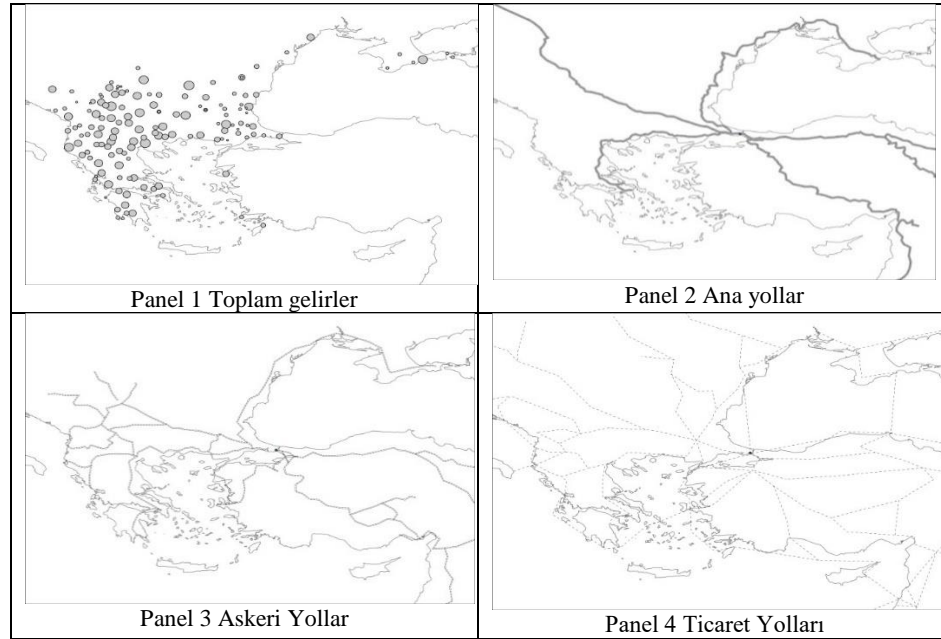 Panel 1 Toplam gelirler
Panel 2 Ana yollar
Panel 3 Askeri Yollar
Panel 4 Ticaret Yolları